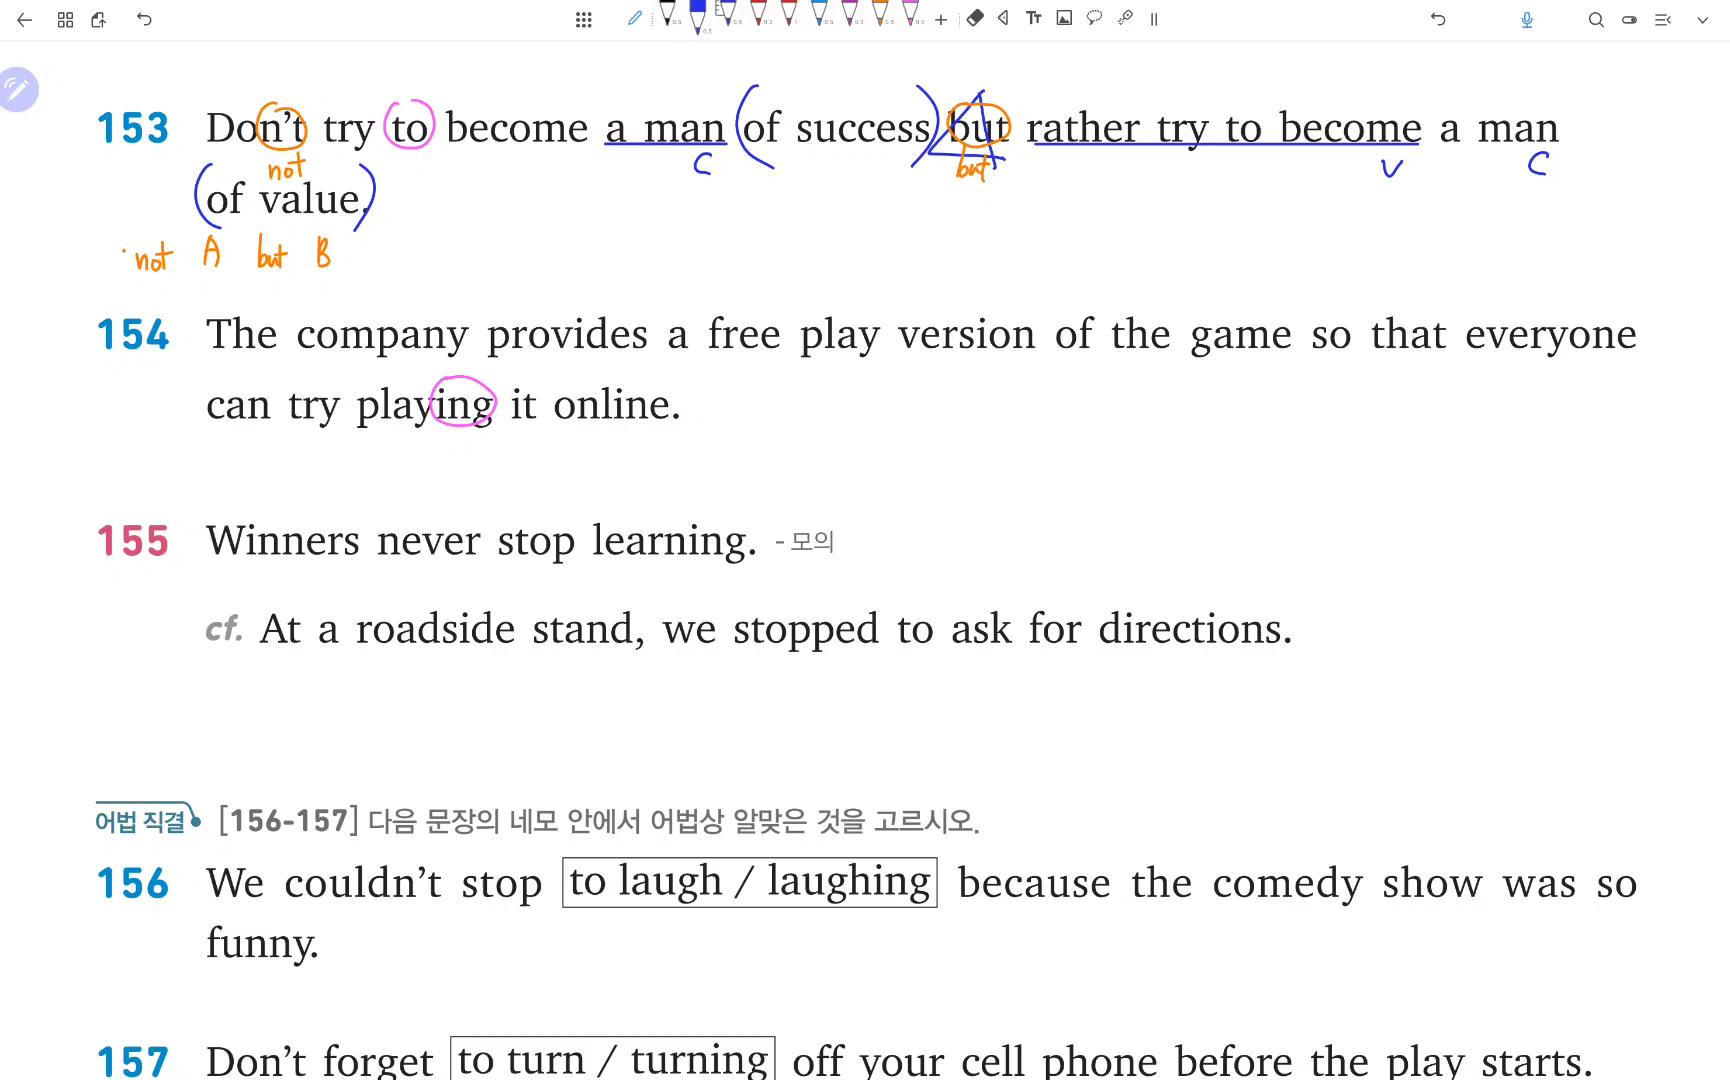 153 Don't try to become a man of success but rather try to become a man
not C but V C
of value.
not A but B
154 The company provides a free play version of the game so that everyone
can try playing it online.
155 Winners never stop learning. - 모의
cf. At a roadside stand, we stopped to ask for directions.
어법 직결 [156-157] 다음 문장의 네모 안에서 어법상 알맞은 것을 고르시오.
156 We couldn't stop to laugh / laughing because the comedy show was so
funny.
157 Don't forget to turn / turning off your cell phone before the play starts.